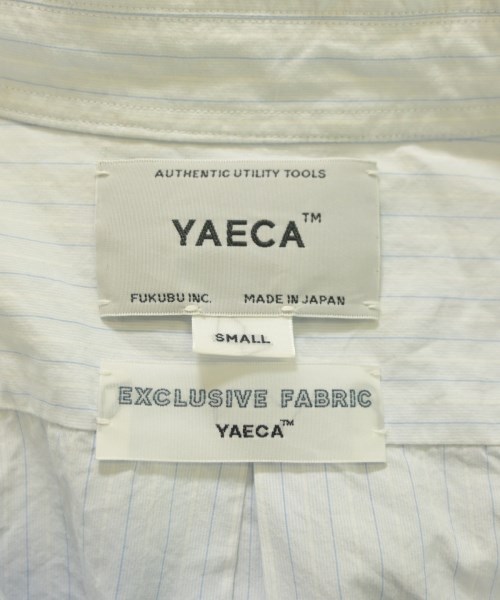 AUTHENTIC UTILITY TOOLS
YAECA™
FUKUBU INC. MADE IN JAPAN
SMALL
EXCLUSIVE FABRIC
YAECA™